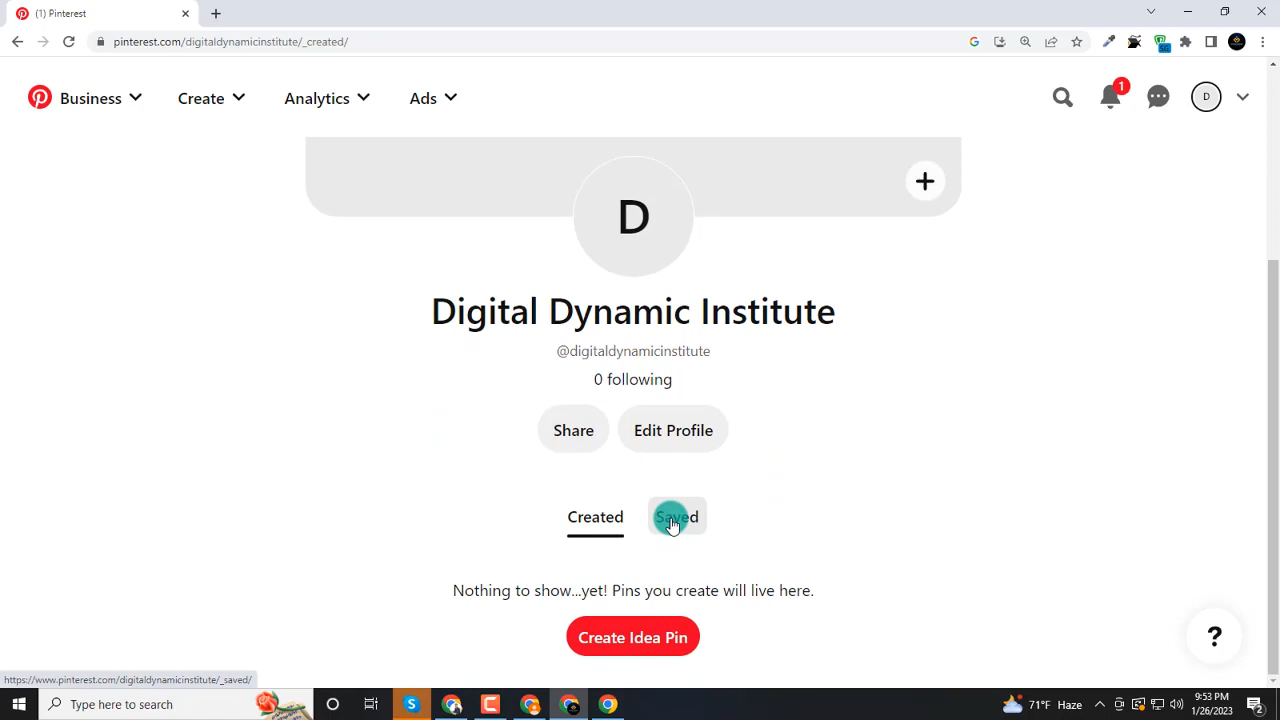 (1) Pinterest
pinterest.com/digitaldynamicinstitute/_created/
Business
Create
Analytics
Ads
1
D
D
Digital Dynamic Institute
@digitaldynamicinstitute
0 following
Share
Edit Profile
Created
Saved
Nothing to show...yet! Pins you create will live here.
Create Idea Pin
?
https://www.pinterest.com/digitaldynamicinstitute/_saved/
Type here to search
71°F Haze
9:53 PM
1/26/2023
2